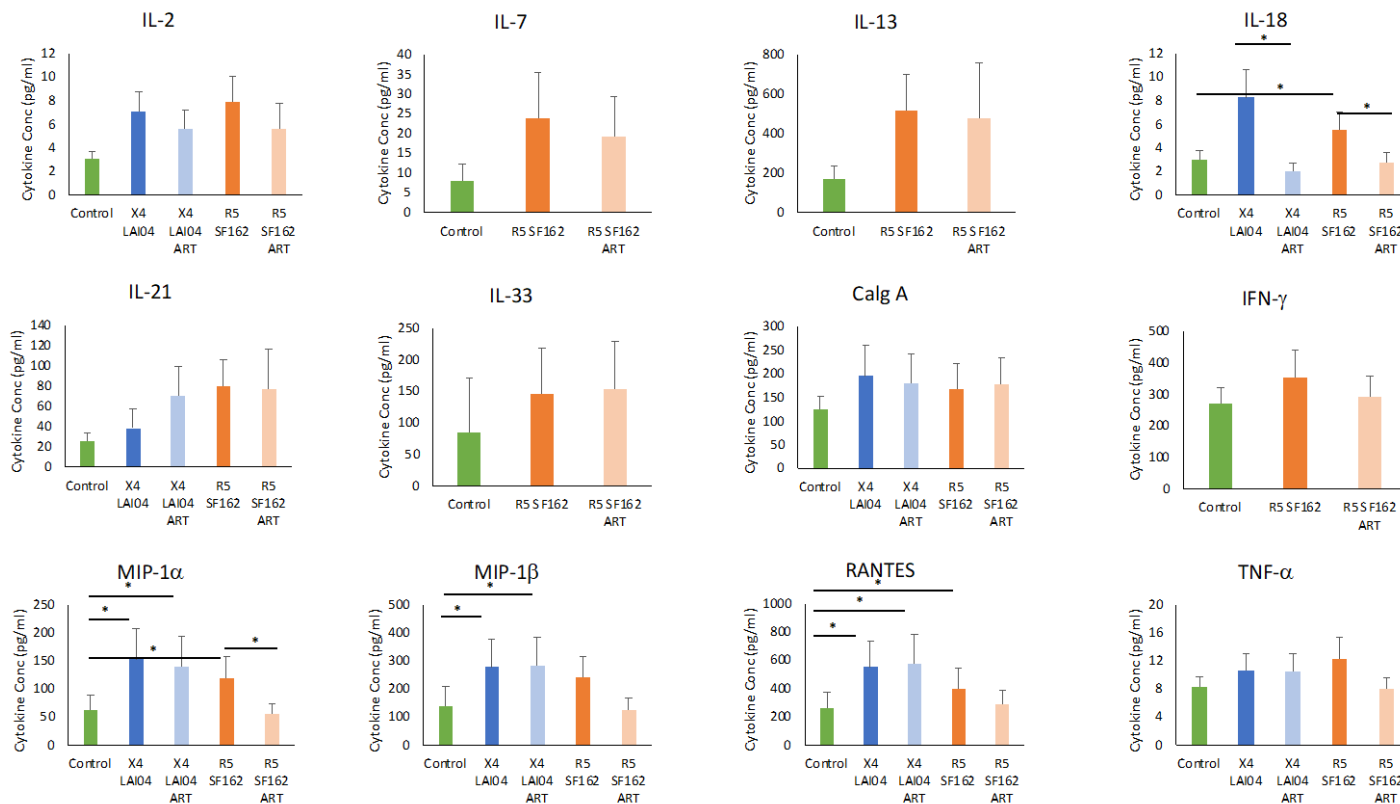 IL-2
Cytokine Conc (pg/ml)
12
10
8
6
4
2
0
Control
X4 LAI04
X4 LAI04 ART
R5 SF162
R5 SF162 ART
IL-7
Cytokine Conc (pg/ml)
40
35
30
25
20
15
10
5
0
Control
R5 SF162
R5 SF162 ART
IL-13
Cytokine Conc (pg/ml)
800
600
400
200
0
Control
R5 SF162
R5 SF162 ART
IL-18
Cytokine Conc (pg/ml)
12
10
8
6
4
2
0
*
*
*
Control
X4 LAI04
X4 LAI04 ART
R5 SF162
R5 SF162 ART
IL-21
Cytokine Conc (pg/ml)
140
120
100
80
60
40
20
0
Control
X4 LAI04
X4 LAI04 ART
R5 SF162
R5 SF162 ART
IL-33
Cytokine Conc (pg/ml)
250
200
150
100
50
0
Control
R5 SF162
R5 SF162 ART
Calg A
Cytokine Conc (pg/ml)
300
250
200
150
100
50
0
Control
X4 LAI04
X4 LAI04 ART
R5 SF162
R5 SF162 ART
IFN-γ
Cytokine Conc (pg/ml)
500
400
300
200
100
0
Control
R5 SF162
R5 SF162 ART
MIP-1α
Cytokine Conc (pg/ml)
250
200
150
100
50
0
*
*
*
*
Control
X4 LAI04
X4 LAI04 ART
R5 SF162
R5 SF162 ART
MIP-1β
Cytokine Conc (pg/ml)
500
400
300
200
100
0
*
*
Control
X4 LAI04
X4 LAI04 ART
R5 SF162
R5 SF162 ART
RANTES
Cytokine Conc (pg/ml)
1000
800
600
400
200
0
*
*
*
Control
X4 LAI04
X4 LAI04 ART
R5 SF162
R5 SF162 ART
TNF-α
Cytokine Conc (pg/ml)
20
16
12
8
4
0
Control
X4 LAI04
X4 LAI04 ART
R5 SF162
R5 SF162 ART